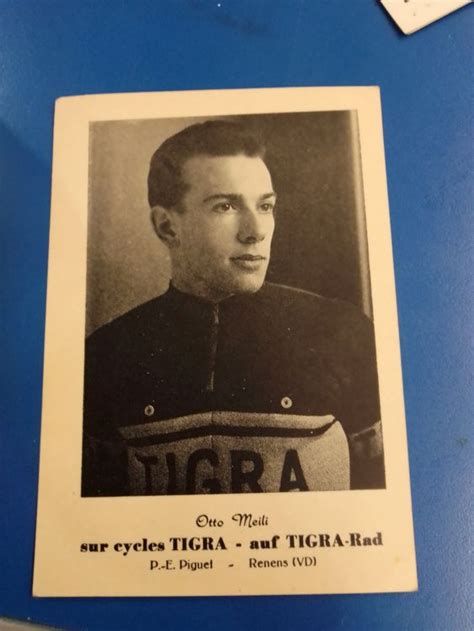 TIGRA
Otto Meili
sur cycles TIGRA - auf TIGRA-Rad
P.-E. Piguet - Renens (VD)